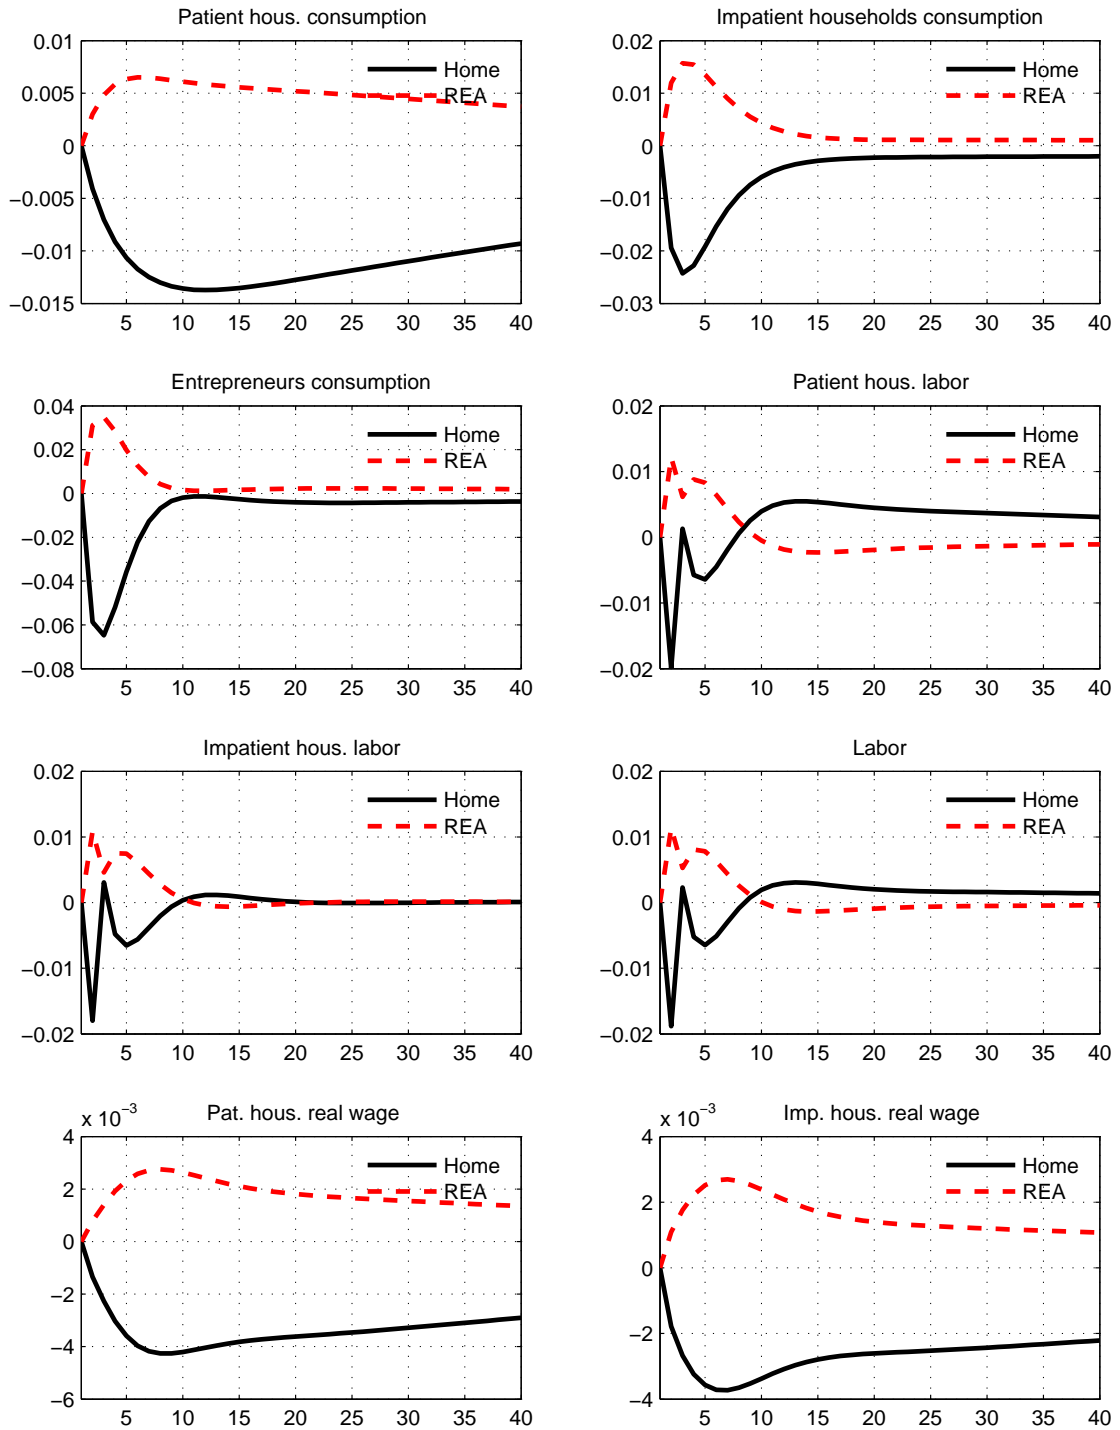 Patient hous. consumption
0.01
0.005
0
−0.005
−0.01
−0.015
5 10 15 20 25 30 35 40
Home
REA
Impatient households consumption
0.02
0.01
0
−0.01
−0.02
−0.03
5 10 15 20 25 30 35 40
Home
REA
Entrepreneurs consumption
0.04
0.02
0
−0.02
−0.04
−0.06
−0.08
5 10 15 20 25 30 35 40
Home
REA
Patient hous. labor
0.02
0.01
0
−0.01
−0.02
5 10 15 20 25 30 35 40
Home
REA
Impatient hous. labor
0.02
0.01
0
−0.01
−0.02
5 10 15 20 25 30 35 40
Home
REA
Labor
0.02
0.01
0
−0.01
−0.02
5 10 15 20 25 30 35 40
Home
REA
x 10⁻³
Pat. hous. real wage
4
2
0
−2
−4
−6
5 10 15 20 25 30 35 40
Home
REA
x 10⁻³
Imp. hous. real wage
4
2
0
−2
−4
5 10 15 20 25 30 35 40
Home
REA